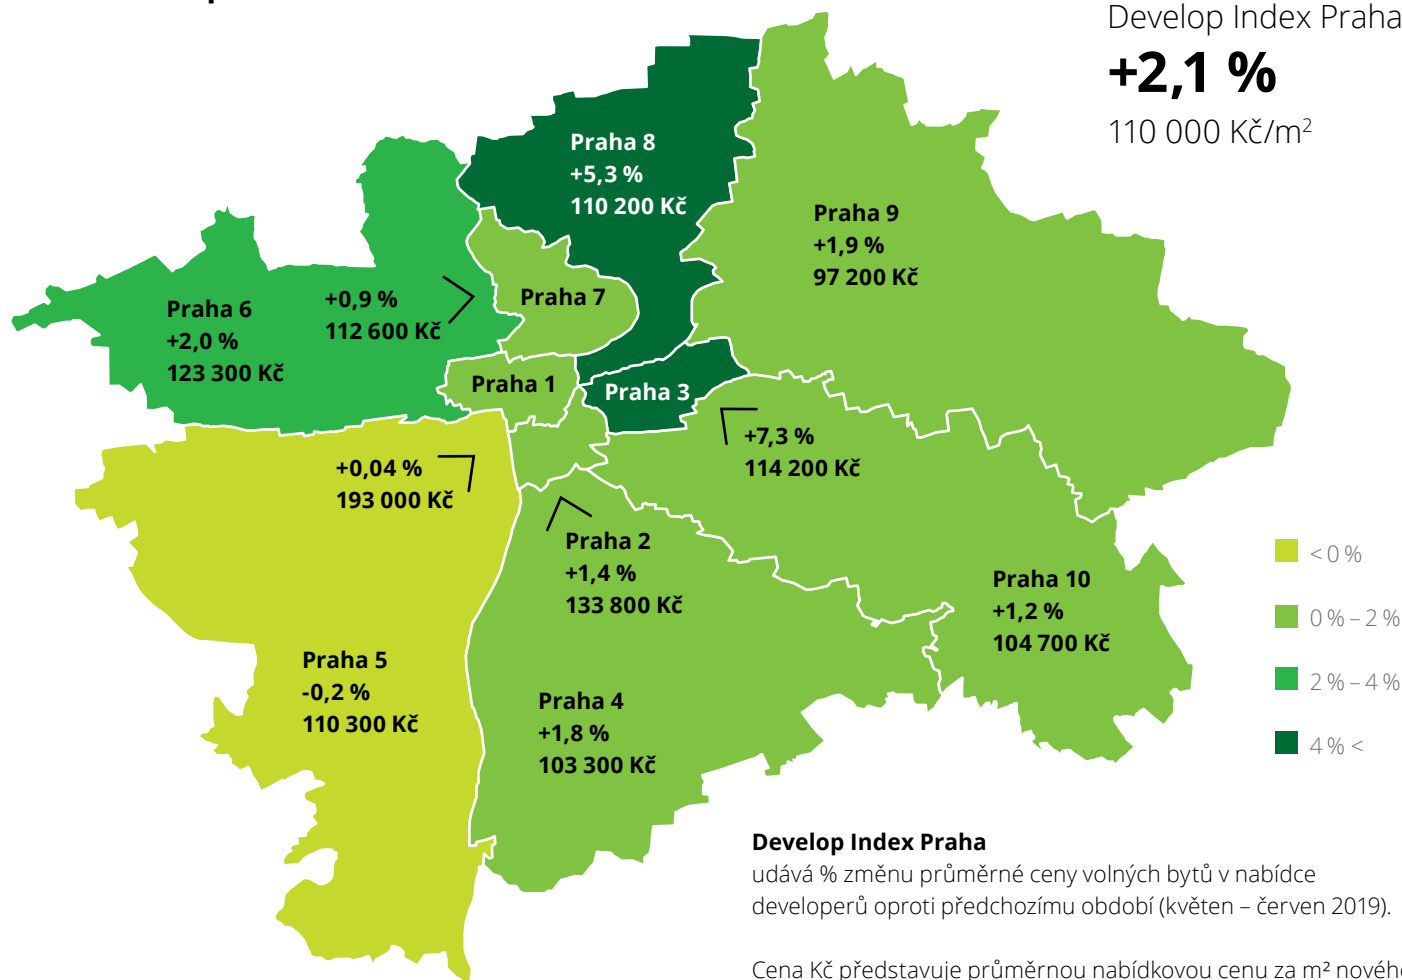 Develop Index Praha
+2,1 %
110 000 Kč/m²
Praha 8
+5,3 %
110 200 Kč
Praha 9
+1,9 %
97 200 Kč
Praha 6
+2,0 %
123 300 Kč
+0,9 %
112 600 Kč
Praha 7
Praha 1
Praha 3
+0,04 %
193 000 Kč
+7,3 %
114 200 Kč
Praha 2
+1,4 %
133 800 Kč
Praha 10
+1,2 %
104 700 Kč
Praha 5
-0,2 %
110 300 Kč
Praha 4
+1,8 %
103 300 Kč
< 0 %
0 % – 2 %
2 % – 4 %
4 % <
Develop Index Praha
udává % změnu průměrné ceny volných bytů v nabídce
developerů oproti předchozímu období (květen – červen 2019).
Cena Kč představuje průměrnou nabídkovou cenu za m² nového